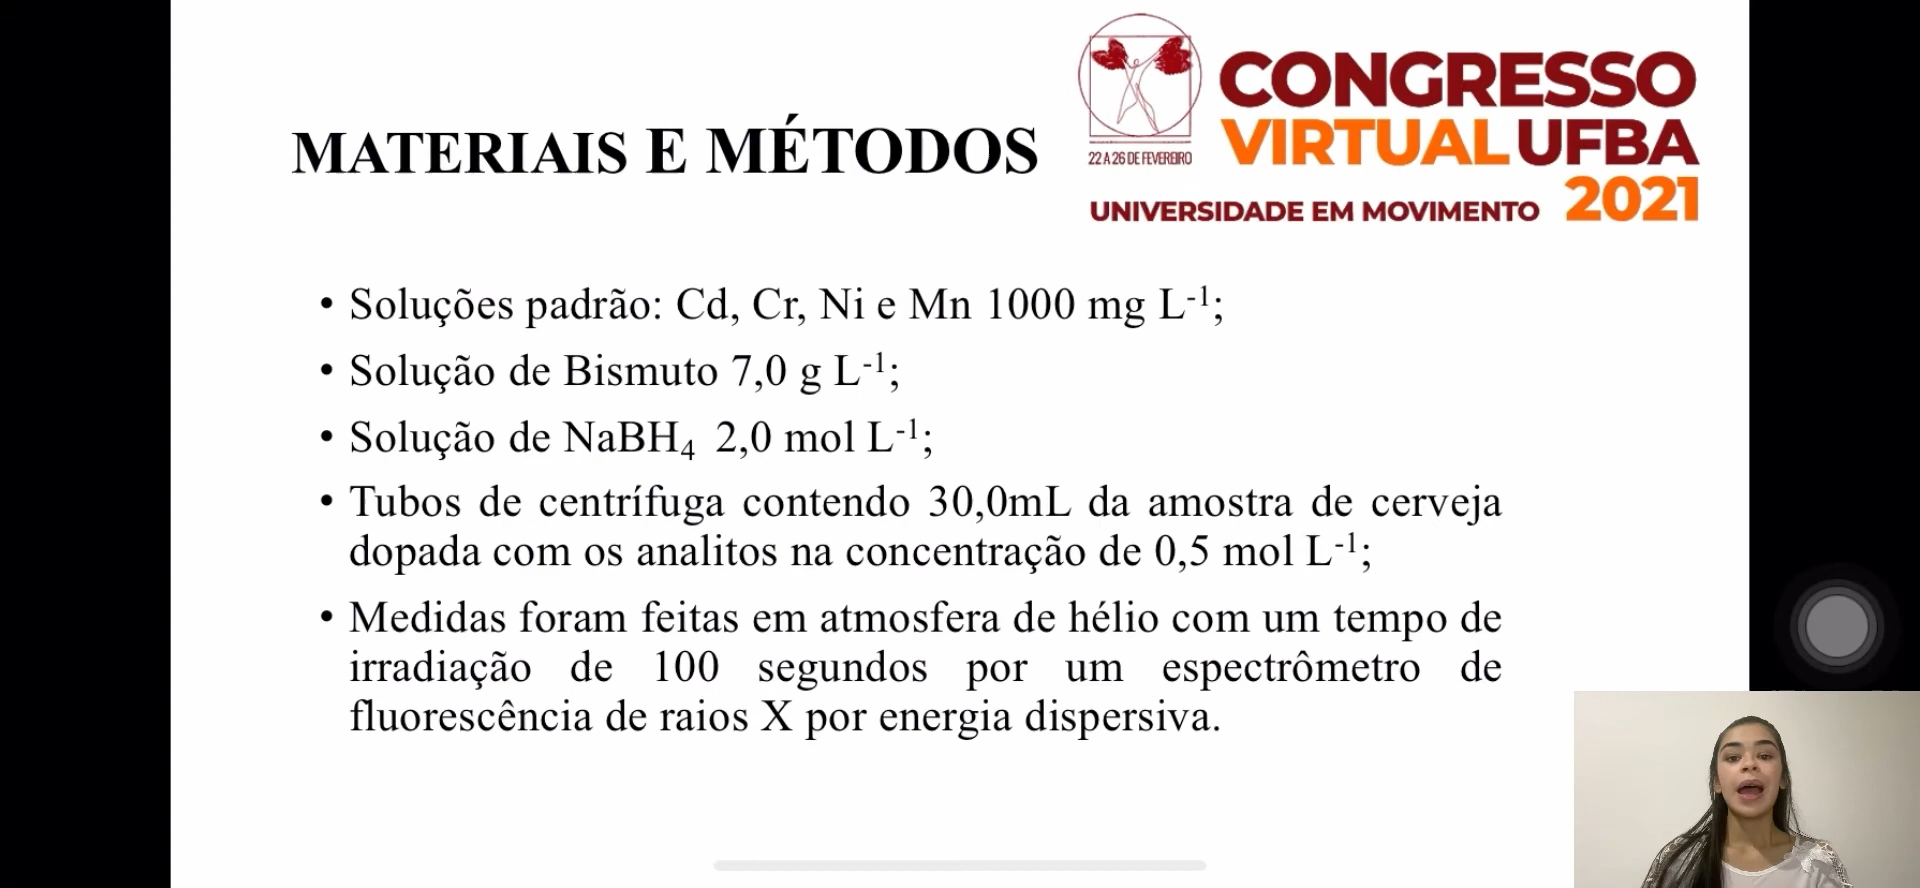 MATERIAIS E MÉTODOS
22 A 26 DE FEVEREIRO
CONGRESSO
VIRTUAL UFBA
2021
UNIVERSIDADE EM MOVIMENTO
• Soluções padrão: Cd, Cr, Ni e Mn 1000 mg L⁻¹;
• Solução de Bismuto 7,0 g L⁻¹;
• Solução de NaBH₄ 2,0 mol L⁻¹;
• Tubos de centrífuga contendo 30,0mL da amostra de cerveja
dopada com os analitos na concentração de 0,5 mol L⁻¹;
• Medidas foram feitas em atmosfera de hélio com um tempo de
irradiação de 100 segundos por um espectrômetro de
fluorescência de raios X por energia dispersiva.